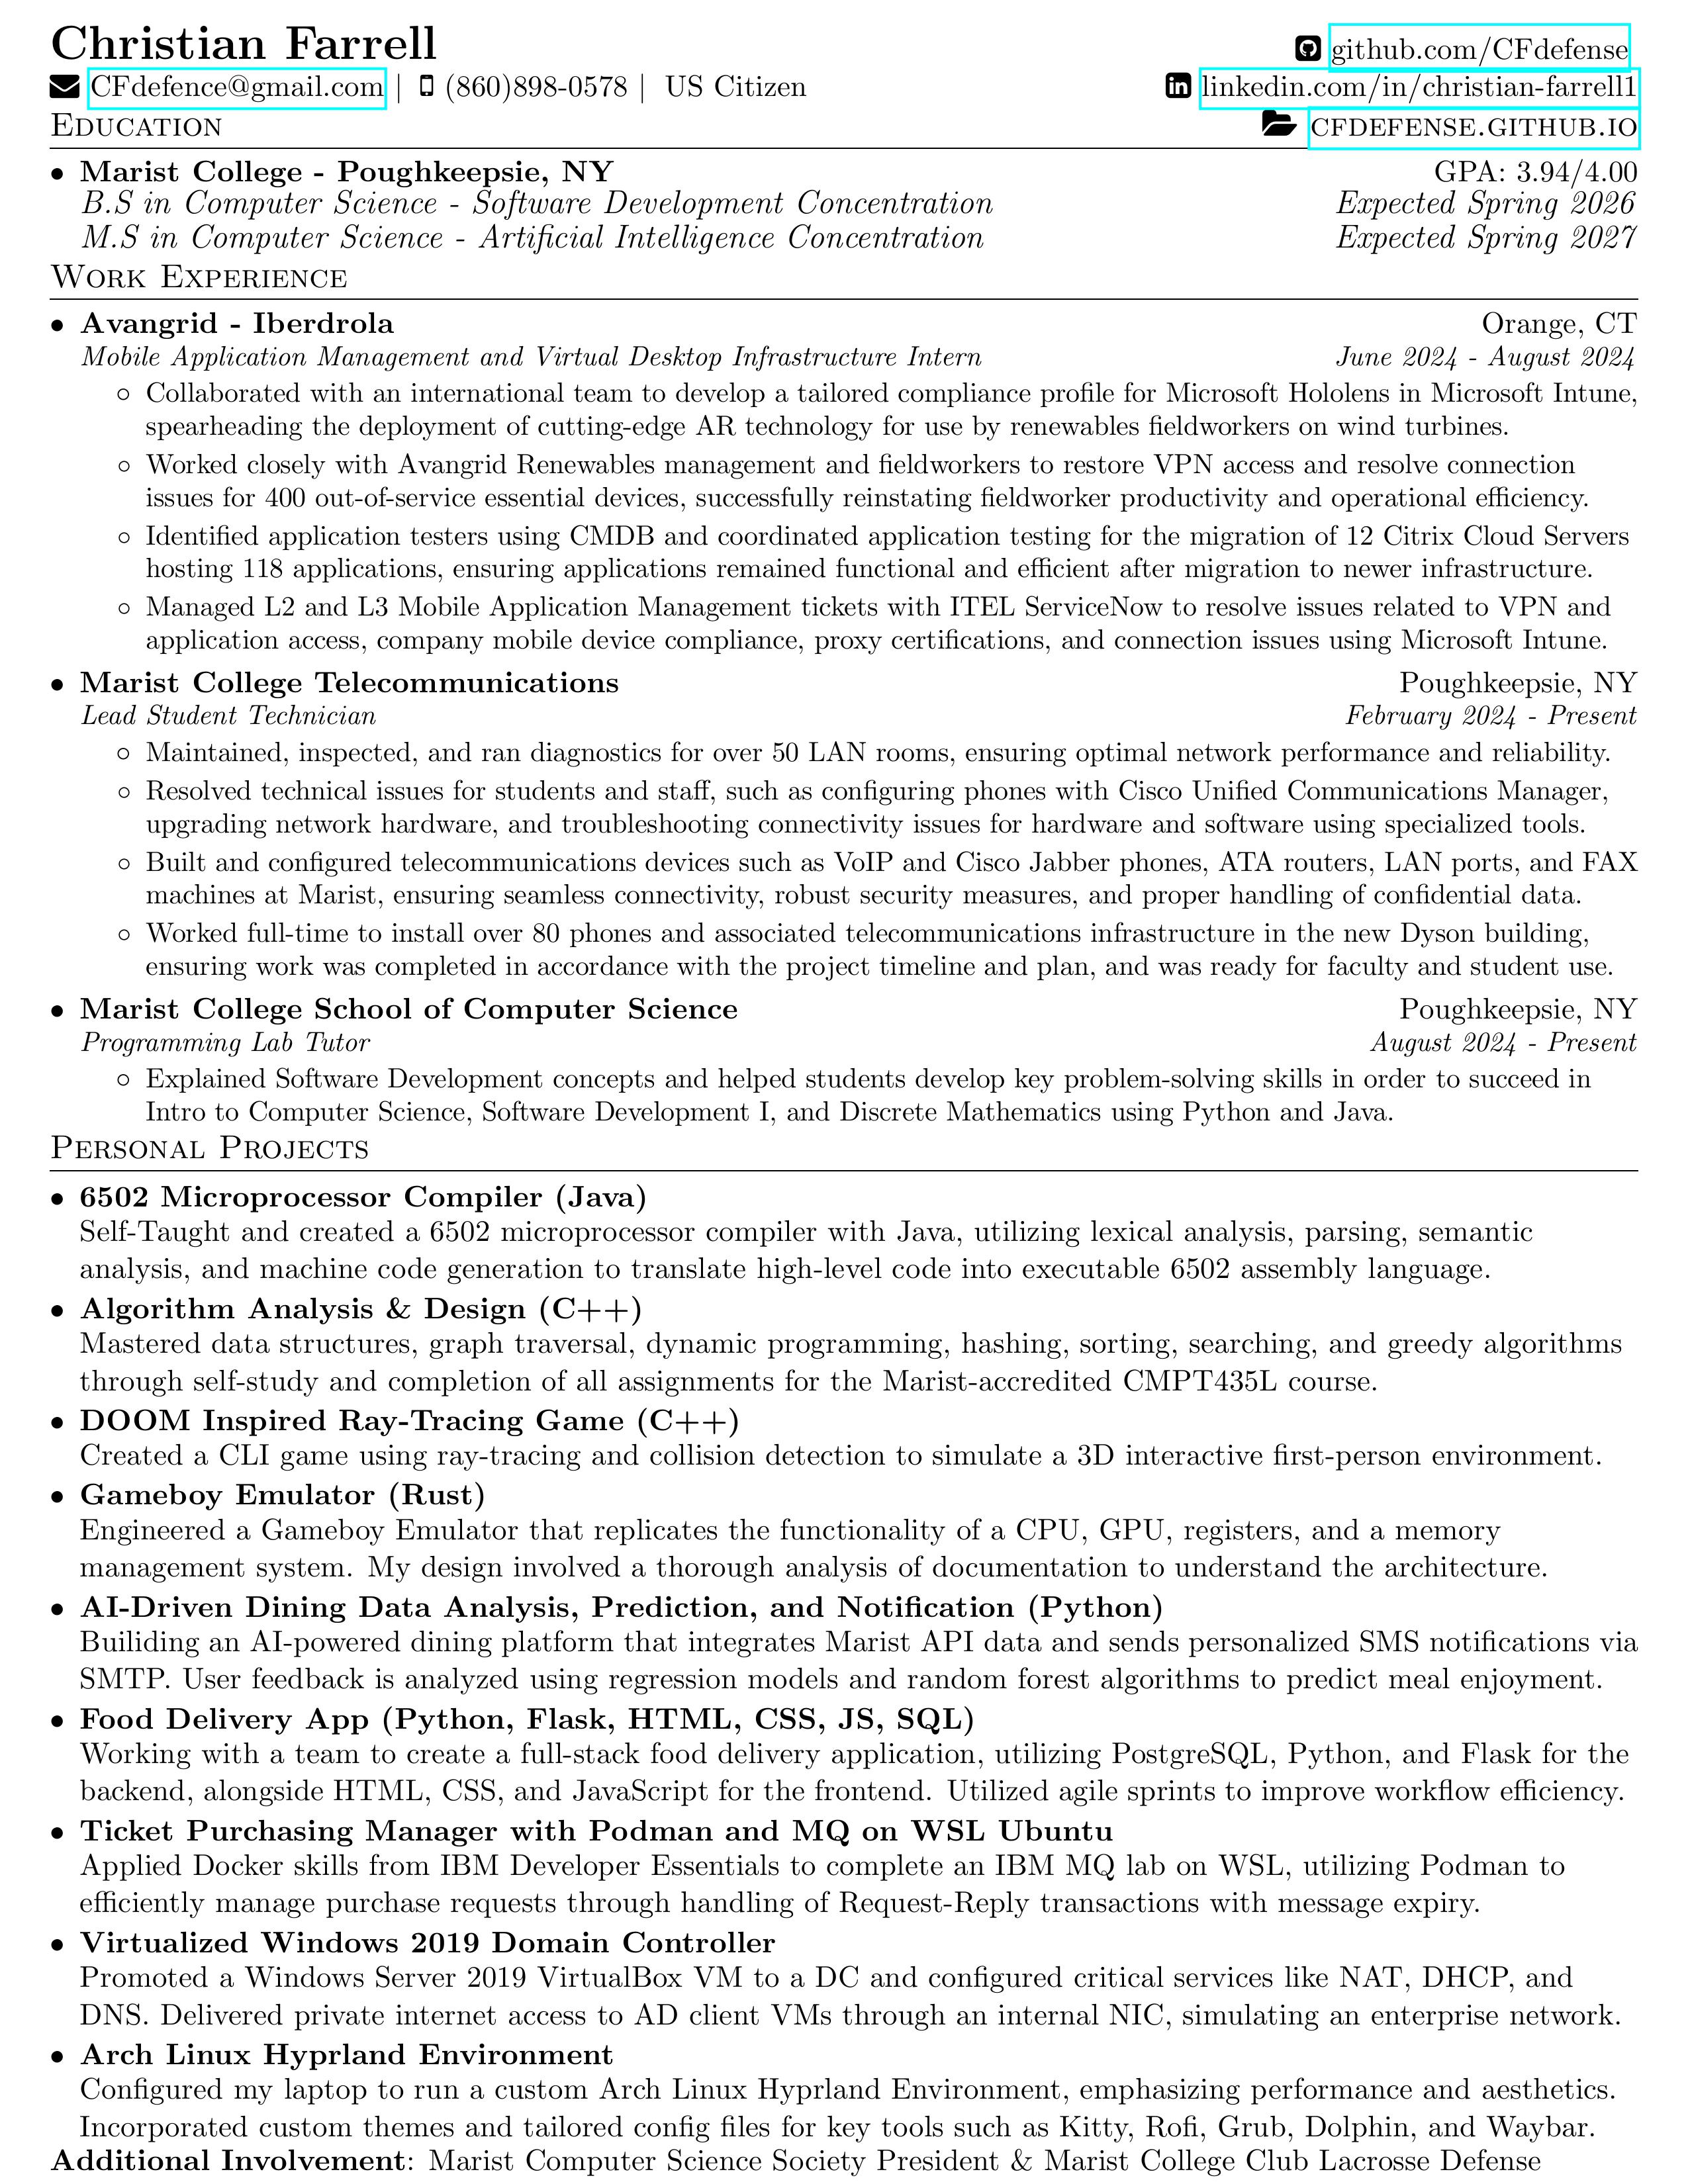 Christian Farrell
github.com/CFdefense
CFdefence@gmail.com | (860)898-0578 | US Citizen
linkedin.com/in/christian-farrell1
Education
cfdefense.github.io
• Marist College - Poughkeepsie, NY GPA: 3.94/4.00
B.S in Computer Science - Software Development Concentration Expected Spring 2026
M.S in Computer Science - Artificial Intelligence Concentration Expected Spring 2027
Work Experience
• Avangrid - Iberdrola Orange, CT
Mobile Application Management and Virtual Desktop Infrastructure Intern June 2024 - August 2024
◦ Collaborated with an international team to develop a tailored compliance profile for Microsoft Hololens in Microsoft Intune,
spearheading the deployment of cutting-edge AR technology for use by renewables fieldworkers on wind turbines.
◦ Worked closely with Avangrid Renewables management and fieldworkers to restore VPN access and resolve connection
issues for 400 out-of-service essential devices, successfully reinstating fieldworker productivity and operational efficiency.
◦ Identified application testers using CMDB and coordinated application testing for the migration of 12 Citrix Cloud Servers
hosting 118 applications, ensuring applications remained functional and efficient after migration to newer infrastructure.
◦ Managed L2 and L3 Mobile Application Management tickets with ITEL ServiceNow to resolve issues related to VPN and
application access, company mobile device compliance, proxy certifications, and connection issues using Microsoft Intune.
• Marist College Telecommunications Poughkeepsie, NY
Lead Student Technician February 2024 - Present
◦ Maintained, inspected, and ran diagnostics for over 50 LAN rooms, ensuring optimal network performance and reliability.
◦ Resolved technical issues for students and staff, such as configuring phones with Cisco Unified Communications Manager,
upgrading network hardware, and troubleshooting connectivity issues for hardware and software using specialized tools.
◦ Built and configured telecommunications devices such as VoIP and Cisco Jabber phones, ATA routers, LAN ports, and FAX
machines at Marist, ensuring seamless connectivity, robust security measures, and proper handling of confidential data.
◦ Worked full-time to install over 80 phones and associated telecommunications infrastructure in the new Dyson building,
ensuring work was completed in accordance with the project timeline and plan, and was ready for faculty and student use.
• Marist College School of Computer Science Poughkeepsie, NY
Programming Lab Tutor August 2024 - Present
◦ Explained Software Development concepts and helped students develop key problem-solving skills in order to succeed in
Intro to Computer Science, Software Development I, and Discrete Mathematics using Python and Java.
Personal Projects
• 6502 Microprocessor Compiler (Java)
Self-Taught and created a 6502 microprocessor compiler with Java, utilizing lexical analysis, parsing, semantic
analysis, and machine code generation to translate high-level code into executable 6502 assembly language.
• Algorithm Analysis & Design (C++)
Mastered data structures, graph traversal, dynamic programming, hashing, sorting, searching, and greedy algorithms
through self-study and completion of all assignments for the Marist-accredited CMPT435L course.
• DOOM Inspired Ray-Tracing Game (C++)
Created a CLI game using ray-tracing and collision detection to simulate a 3D interactive first-person environment.
• Gameboy Emulator (Rust)
Engineered a Gameboy Emulator that replicates the functionality of a CPU, GPU, registers, and a memory
management system. My design involved a thorough analysis of documentation to understand the architecture.
• AI-Driven Dining Data Analysis, Prediction, and Notification (Python)
Builiding an AI-powered dining platform that integrates Marist API data and sends personalized SMS notifications via
SMTP. User feedback is analyzed using regression models and random forest algorithms to predict meal enjoyment.
• Food Delivery App (Python, Flask, HTML, CSS, JS, SQL)
Working with a team to create a full-stack food delivery application, utilizing PostgreSQL, Python, and Flask for the
backend, alongside HTML, CSS, and JavaScript for the frontend. Utilized agile sprints to improve workflow efficiency.
• Ticket Purchasing Manager with Podman and MQ on WSL Ubuntu
Applied Docker skills from IBM Developer Essentials to complete an IBM MQ lab on WSL, utilizing Podman to
efficiently manage purchase requests through handling of Request-Reply transactions with message expiry.
• Virtualized Windows 2019 Domain Controller
Promoted a Windows Server 2019 VirtualBox VM to a DC and configured critical services like NAT, DHCP, and
DNS. Delivered private internet access to AD client VMs through an internal NIC, simulating an enterprise network.
• Arch Linux Hyprland Environment
Configured my laptop to run a custom Arch Linux Hyprland Environment, emphasizing performance and aesthetics.
Incorporated custom themes and tailored config files for key tools such as Kitty, Rofi, Grub, Dolphin, and Waybar.
Additional Involvement: Marist Computer Science Society President & Marist College Club Lacrosse Defense